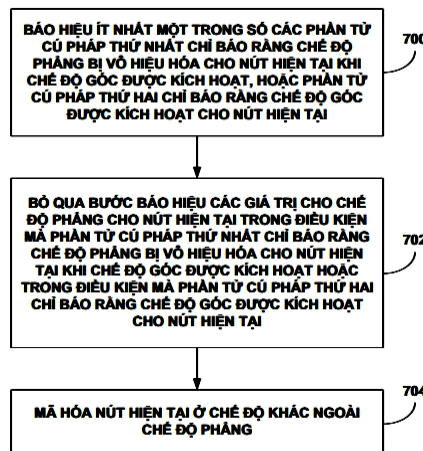 BÁO HIỆU ÍT NHẤT MỘT TRONG SỐ CÁC PHẦN TỬ
CÚ PHÁP THỨ NHẤT CHỈ BÁO RẰNG CHẾ ĐỘ
PHẲNG BỊ VÔ HIỆU HÓA CHO NÚT HIỆN TẠI KHI
CHẾ ĐỘ GÓC ĐƯỢC KÍCH HOẠT, HOẶC PHẦN TỬ
CÚ PHÁP THỨ HAI CHỈ BÁO RẰNG CHẾ ĐỘ GÓC
ĐƯỢC KÍCH HOẠT CHO NÚT HIỆN TẠI
700
BỎ QUA BƯỚC BÁO HIỆU CÁC GIÁ TRỊ CHO CHẾ
ĐỘ PHẲNG CHO NÚT HIỆN TẠI TRONG ĐIỀU KIỆN
MÀ PHẦN TỬ CÚ PHÁP THỨ NHẤT CHỈ BÁO RẰNG
CHẾ ĐỘ PHẲNG BỊ VÔ HIỆU HÓA CHO NÚT HIỆN
TẠI KHI CHẾ ĐỘ GÓC ĐƯỢC KÍCH HOẠT HOẶC
TRONG ĐIỀU KIỆN MÀ PHẦN TỬ CÚ PHÁP THỨ HAI
CHỈ BÁO RẰNG CHẾ ĐỘ GÓC ĐƯỢC KÍCH HOẠT
CHO NÚT HIỆN TẠI
702
MÃ HÓA NÚT HIỆN TẠI Ở CHẾ ĐỘ KHÁC NGOÀI
CHẾ ĐỘ PHẲNG
704